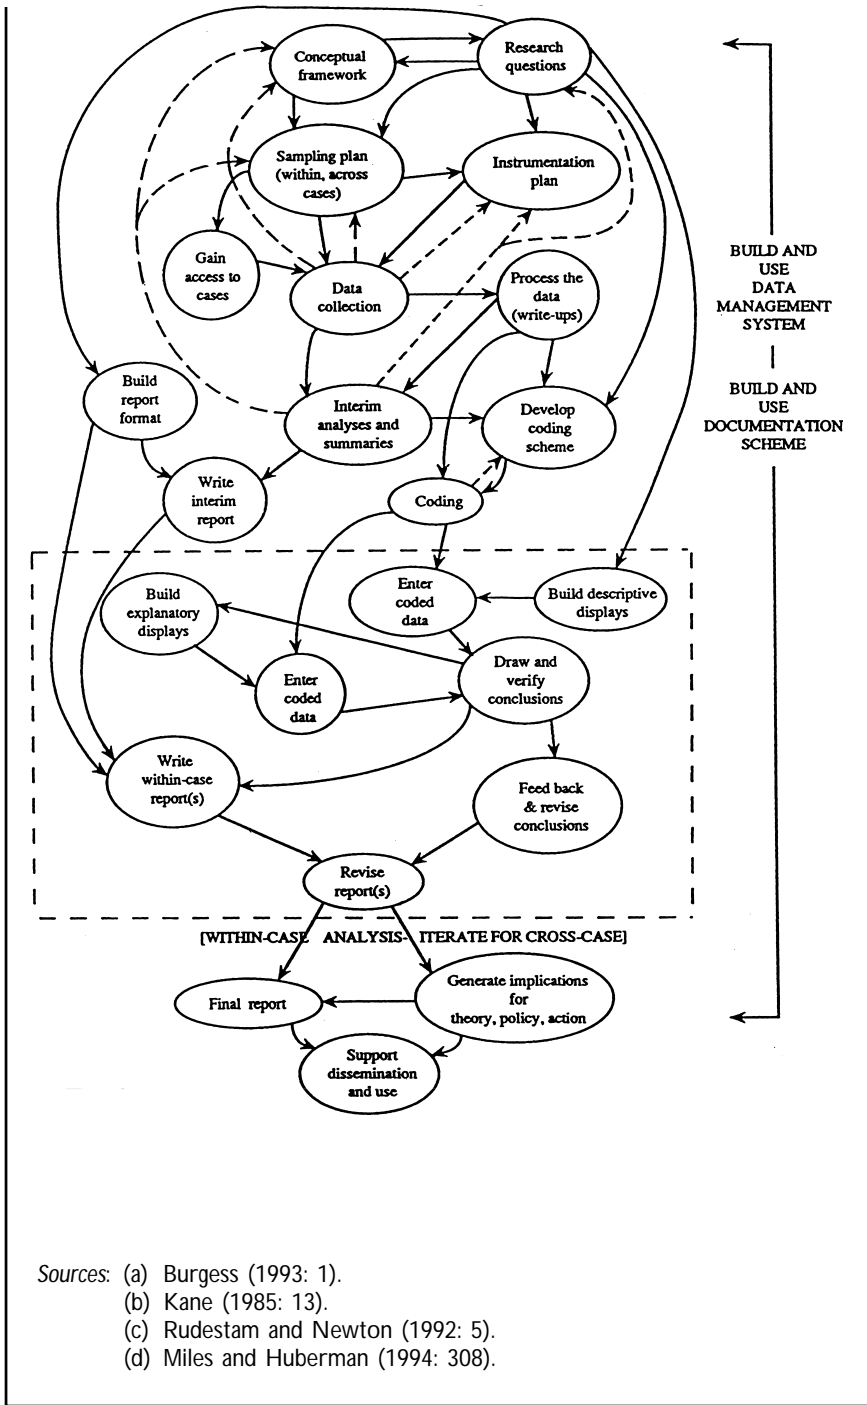 Conceptual
framework
Research
questions
Sampling plan
(within, across
cases)
Instrumentation
plan
Gain
access to
cases
Data
collection
Process the
data
(write-ups)
BUILD AND
USE
DATA
MANAGEMENT
SYSTEM
Build
report
format
Interim
analyses and
summaries
Develop
coding
scheme
BUILD AND
USE
DOCUMENTATION
SCHEME
Write
interim
report
Coding
Build
explanatory
displays
Enter
coded
data
Build descriptive
displays
Enter
coded
data
Draw and
verify
conclusions
Write
within-case
report(s)
Feed back
& revise
conclusions
Revise
report(s)
[WITHIN-CASE ANALYSIS- ITERATE FOR CROSS-CASE]
Final report
Generate implications
for
theory, policy, action
Support
dissemination
and use
Sources: (a) Burgess (1993: 1).
(b) Kane (1985: 13).
(c) Rudestam and Newton (1992: 5).
(d) Miles and Huberman (1994: 308).